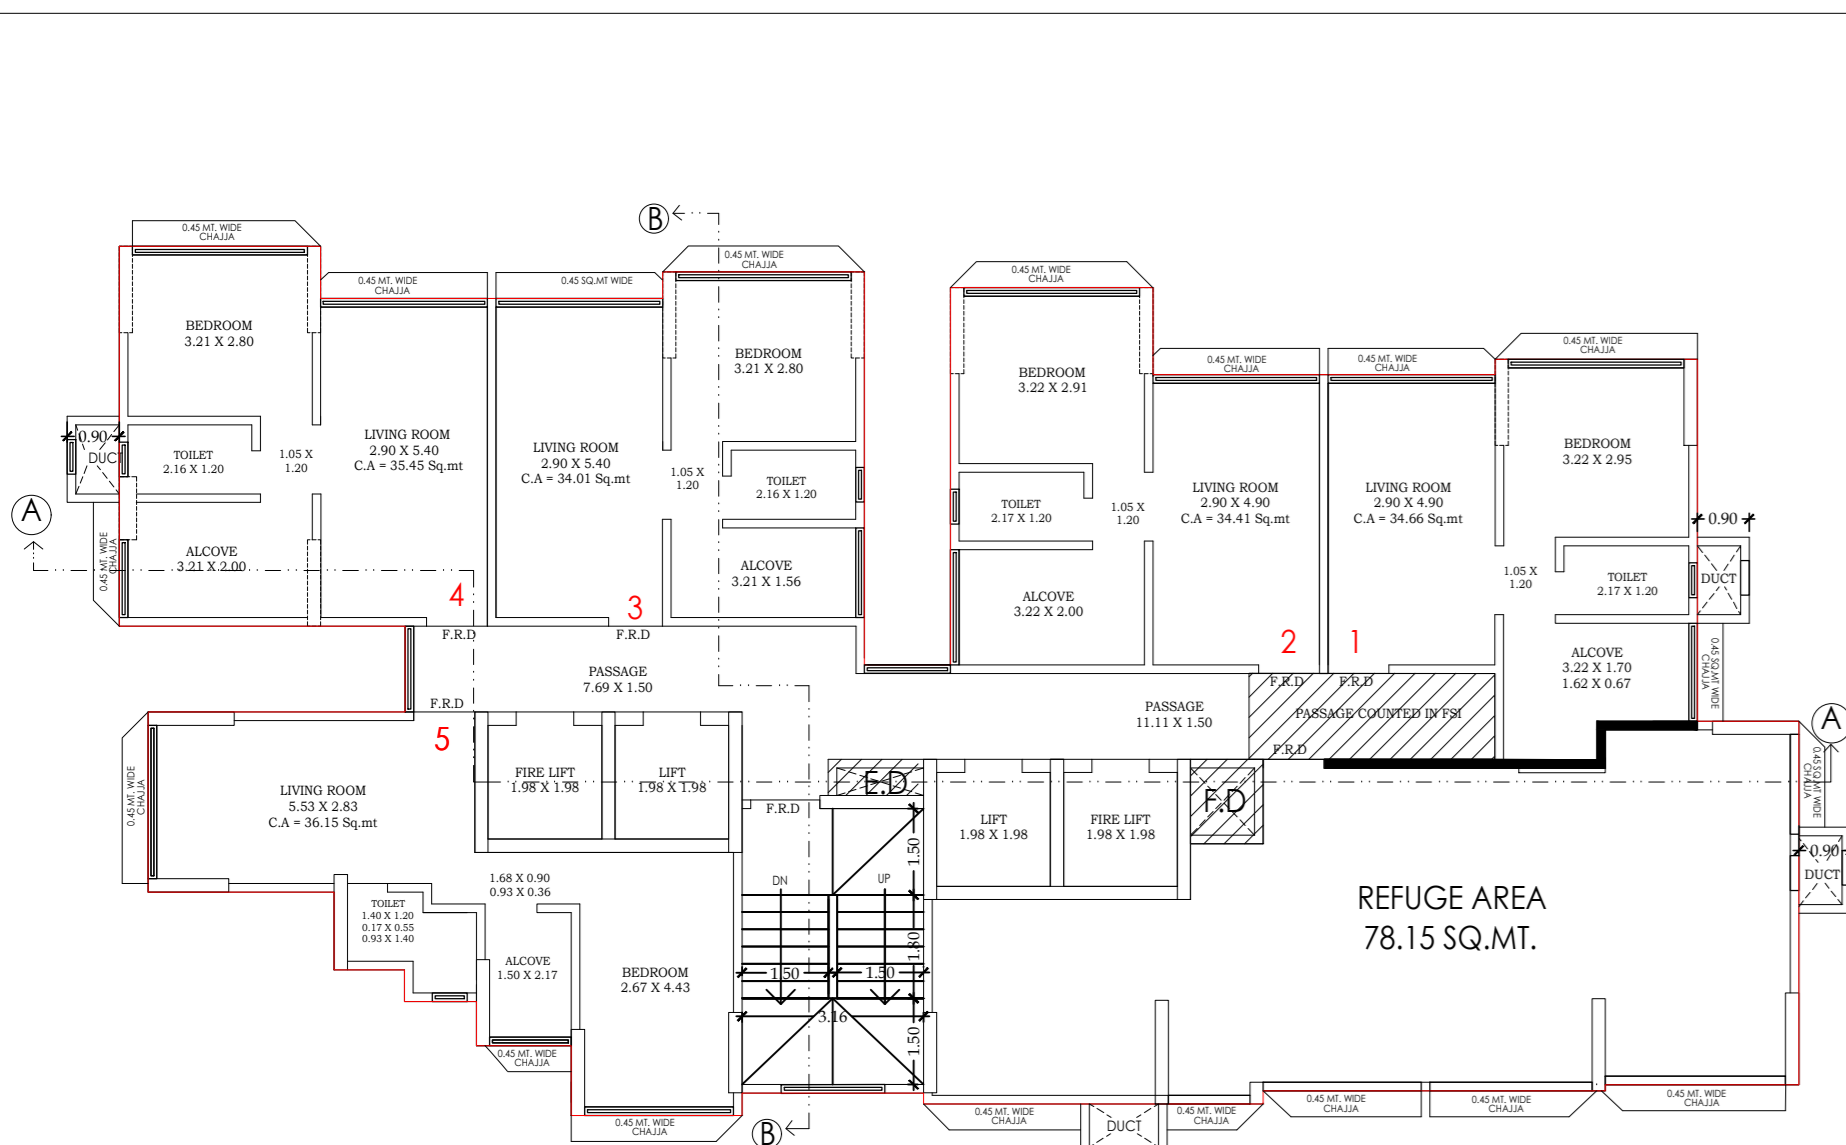 0.45 MT. WIDE
CHAJJA
B
0.45 MT. WIDE
CHAJJA
0.45 MT. WIDE
CHAJJA
0.45 SQ.MT WIDE
0.45 MT. WIDE
CHAJJA
0.45 MT. WIDE
CHAJJA
0.45 MT. WIDE
CHAJJA
0.45 MT. WIDE
CHAJJA
BEDROOM
3.21 X 2.80
BEDROOM
3.21 X 2.80
BEDROOM
3.22 X 2.91
BEDROOM
3.22 X 2.95
0.90
DUCT
TOILET
2.16 X 1.20
1.05 X
1.20
LIVING ROOM
2.90 X 5.40
C.A = 35.45 Sq.mt
LIVING ROOM
2.90 X 5.40
C.A = 34.01 Sq.mt
1.05 X
1.20
TOILET
2.16 X 1.20
TOILET
2.17 X 1.20
1.05 X
1.20
LIVING ROOM
2.90 X 4.90
C.A = 34.41 Sq.mt
LIVING ROOM
2.90 X 4.90
C.A = 34.66 Sq.mt
1.05 X
1.20
TOILET
2.17 X 1.20
0.90
DUCT
A
0.45 MT. WIDE
CHAJJA
ALCOVE
3.21 X 2.00
4
3
ALCOVE
3.21 X 1.56
ALCOVE
3.22 X 2.00
2
1
ALCOVE
3.22 X 1.70
1.62 X 0.67
0.45 SQ.MT WIDE
CHAJJA
F.R.D
F.R.D
PASSAGE
7.69 X 1.50
F.R.D
F.R.D
F.R.D
PASSAGE
11.11 X 1.50
PASSAGE COUNTED IN FSI
F.R.D
A
5
0.45 MT. WIDE
CHAJJA
LIVING ROOM
5.53 X 2.83
C.A = 36.15 Sq.mt
FIRE LIFT
1.98 X 1.98
LIFT
1.98 X 1.98
F.R.D
E.D
LIFT
1.98 X 1.98
FIRE LIFT
1.98 X 1.98
F.D
0.45 SQ.MT WIDE
CHAJJA
0.90
DUCT
1.68 X 0.90
0.93 X 0.36
TOILET
1.40 X 1.20
0.17 X 0.55
0.93 X 1.40
ALCOVE
1.50 X 2.17
BEDROOM
2.67 X 4.43
DN
UP
1.50
1.80
1.50
1.50
1.50
3.16
REFUGE AREA
78.15 SQ.MT.
0.45 MT. WIDE
CHAJJA
0.45 MT. WIDE
CHAJJA
B
0.45 MT. WIDE
CHAJJA
DUCT
0.45 MT. WIDE
CHAJJA
0.45 MT. WIDE
CHAJJA
0.45 MT. WIDE
CHAJJA
0.45 MT. WIDE
CHAJJA